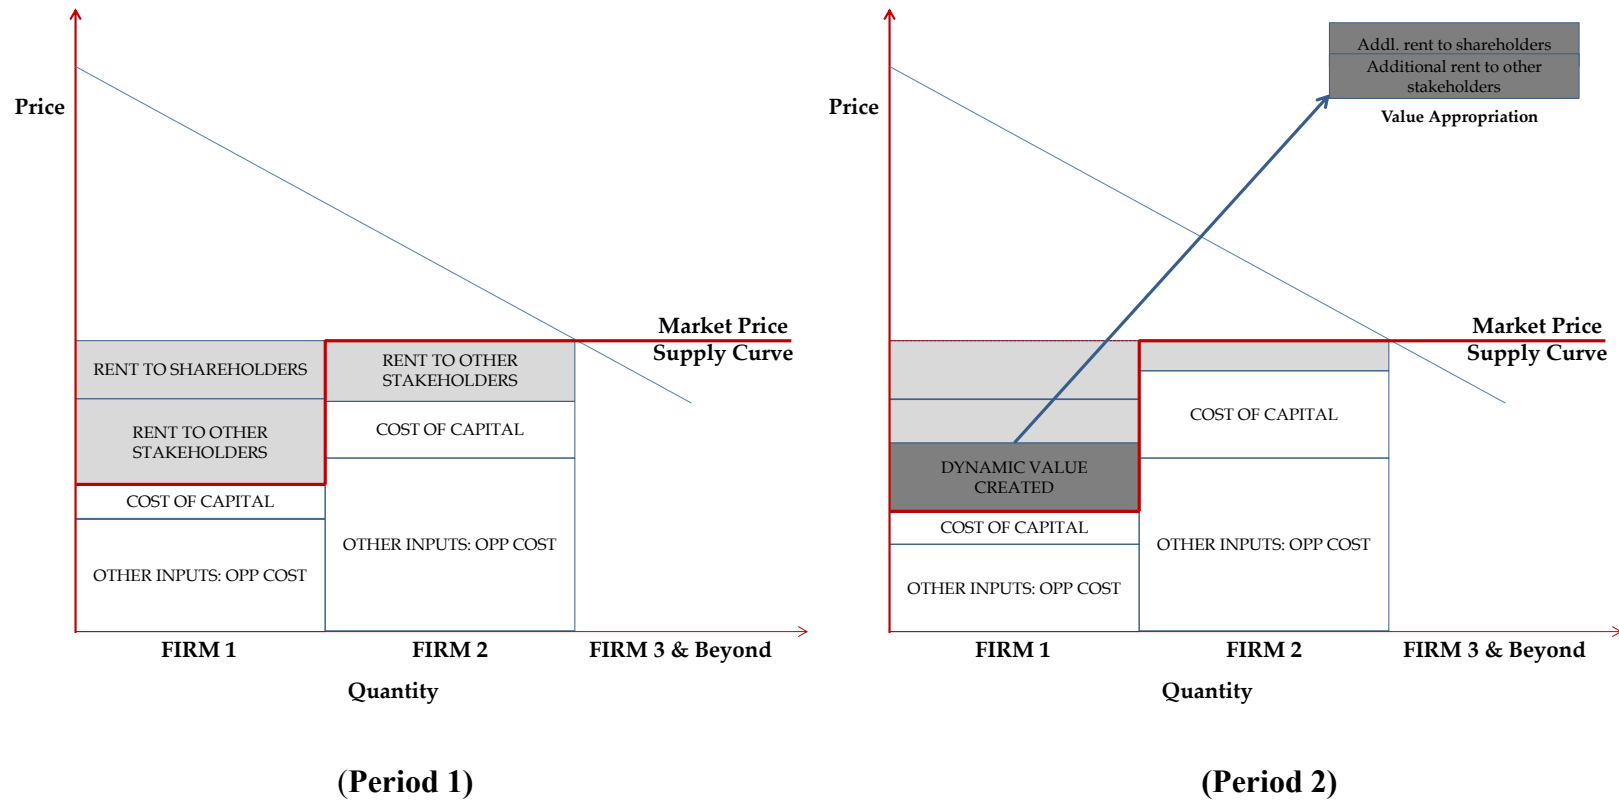 Price
Market Price
Supply Curve
RENT TO SHAREHOLDERS
RENT TO OTHER
STAKEHOLDERS
RENT TO OTHER
STAKEHOLDERS
COST OF CAPITAL
COST OF CAPITAL
OTHER INPUTS: OPP COST
OTHER INPUTS: OPP COST
FIRM 1
FIRM 2
FIRM 3 & Beyond
Quantity
(Period 1)
Addl. rent to shareholders
Additional rent to other
stakeholders
Value Appropriation
Price
Market Price
Supply Curve
COST OF CAPITAL
DYNAMIC VALUE
CREATED
COST OF CAPITAL
OTHER INPUTS: OPP COST
OTHER INPUTS: OPP COST
FIRM 1
FIRM 2
FIRM 3 & Beyond
Quantity
(Period 2)